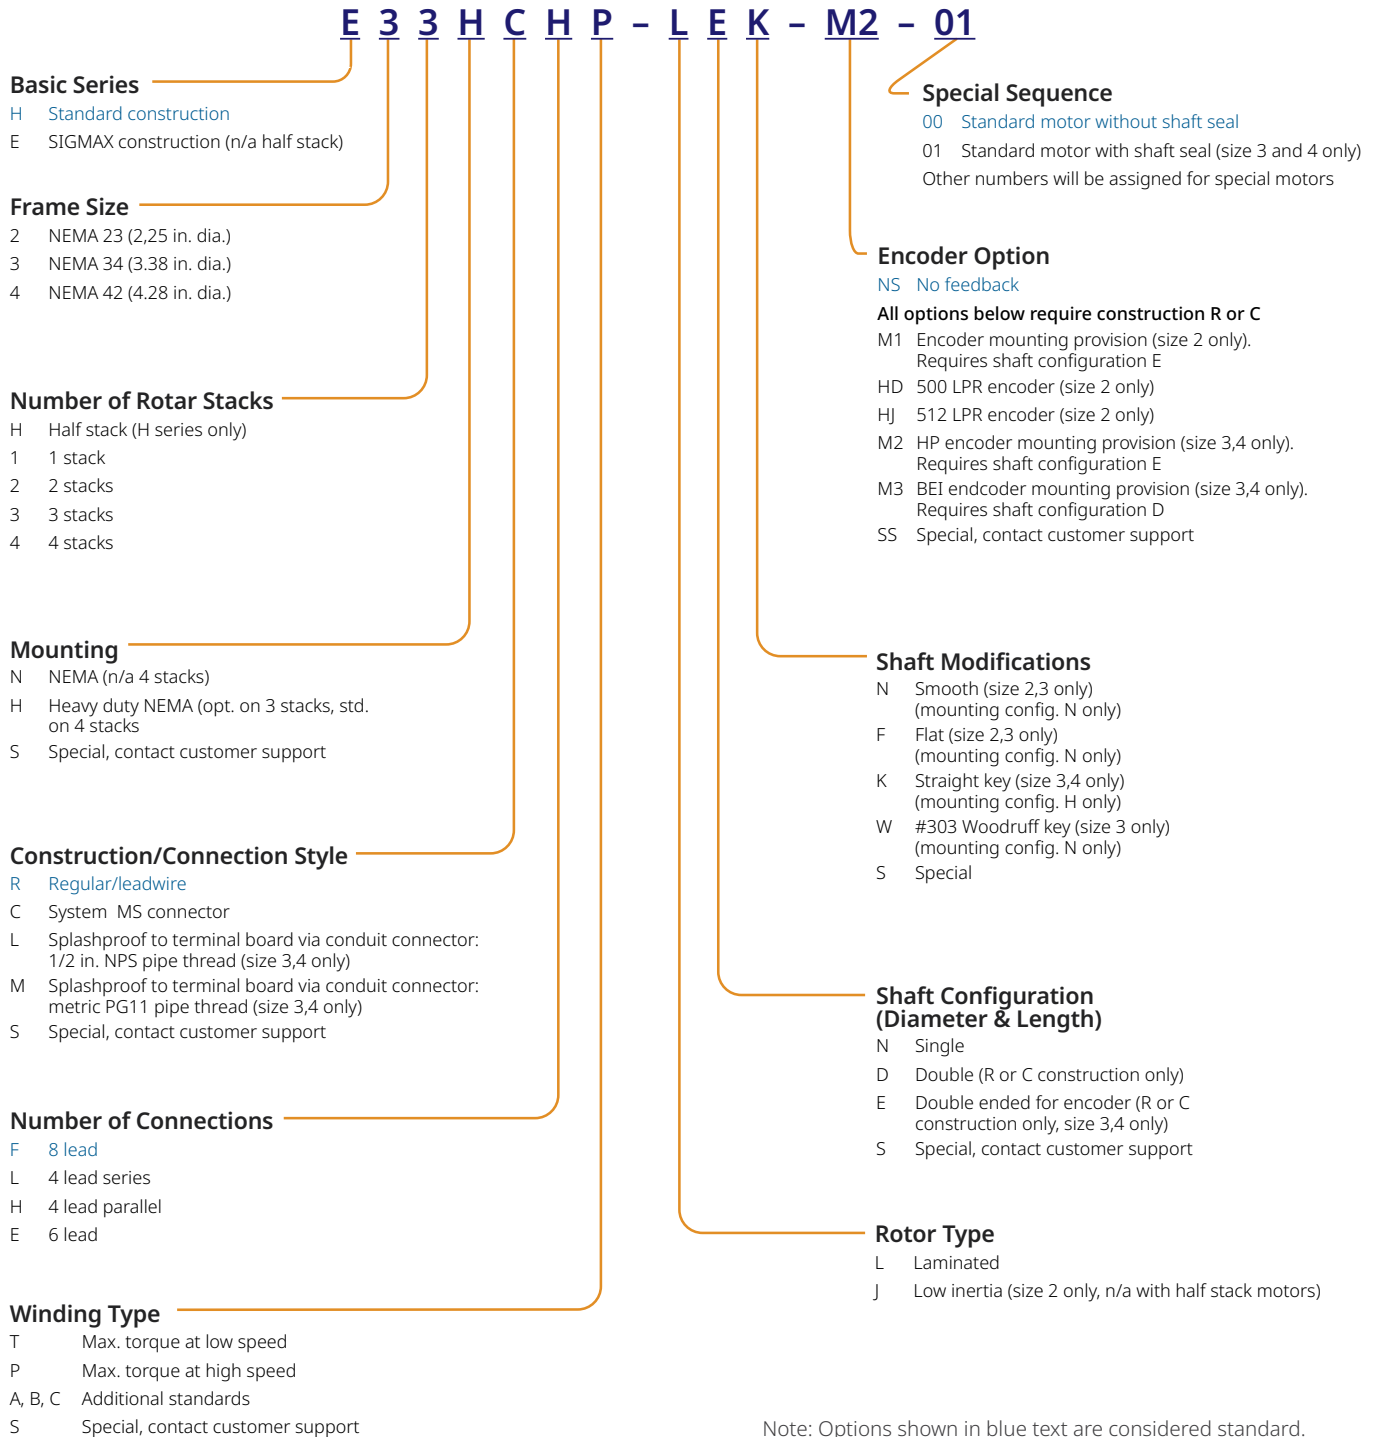 E 3 3 H C H P – L E K – M2 – 01
Basic Series
H Standard construction
E SIGMAX construction (n/a half stack)
Frame Size
2 NEMA 23 (2,25 in. dia.)
3 NEMA 34 (3.38 in. dia.)
4 NEMA 42 (4.28 in. dia.)
Number of Rotar Stacks
H Half stack (H series only)
1 1 stack
2 2 stacks
3 3 stacks
4 4 stacks
Mounting
N NEMA (n/a 4 stacks)
H Heavy duty NEMA (opt. on 3 stacks, std.
on 4 stacks
S Special, contact customer support
Construction/Connection Style
R Regular/leadwire
C System MS connector
L Splashproof to terminal board via conduit connector:
1/2 in. NPS pipe thread (size 3,4 only)
M Splashproof to terminal board via conduit connector:
metric PG11 pipe thread (size 3,4 only)
S Special, contact customer support
Number of Connections
F 8 lead
L 4 lead series
H 4 lead parallel
E 6 lead
Winding Type
T Max. torque at low speed
P Max. torque at high speed
A, B, C Additional standards
S Special, contact customer support
Special Sequence
00 Standard motor without shaft seal
01 Standard motor with shaft seal (size 3 and 4 only)
Other numbers will be assigned for special motors
Encoder Option
NS No feedback
All options below require construction R or C
M1 Encoder mounting provision (size 2 only).
Requires shaft configuration E
HD 500 LPR encoder (size 2 only)
HJ 512 LPR encoder (size 2 only)
M2 HP encoder mounting provision (size 3,4 only).
Requires shaft configuration E
M3 BEI endcoder mounting provision (size 3,4 only).
Requires shaft configuration D
SS Special, contact customer support
Shaft Modifications
N Smooth (size 2,3 only)
(mounting config. N only)
F Flat (size 2,3 only)
(mounting config. N only)
K Straight key (size 3,4 only)
(mounting config. H only)
W #303 Woodruff key (size 3 only)
(mounting config. N only)
S Special
Shaft Configuration
(Diameter & Length)
N Single
D Double (R or C construction only)
E Double ended for encoder (R or C
construction only, size 3,4 only)
S Special, contact customer support
Rotor Type
L Laminated
J Low inertia (size 2 only, n/a with half stack motors)
Note: Options shown in blue text are considered standard.